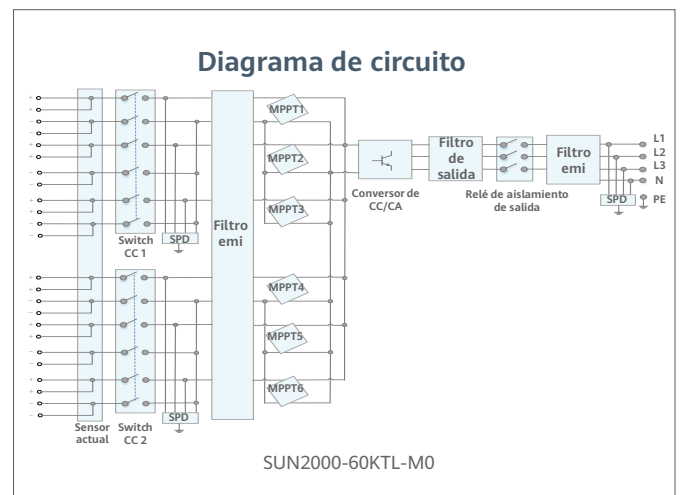 Diagrama de circuito
+
+
−
−
+
+
−
−
+
+
−
−
+
+
−
−
+
+
−
−
+
+
−
−
MPPT1
MPPT2
MPPT3
MPPT4
MPPT5
MPPT6
Filtro
emi
SPD
SPD
Switch
CC 1
Sensor
actual
Switch
CC 2
Conversor de
CC/CA
Filtro
de
salida
Relé de aislamiento
de salida
Filtro
emi
SPD
L1
L2
L3
N
PE
SUN2000-60KTL-M0